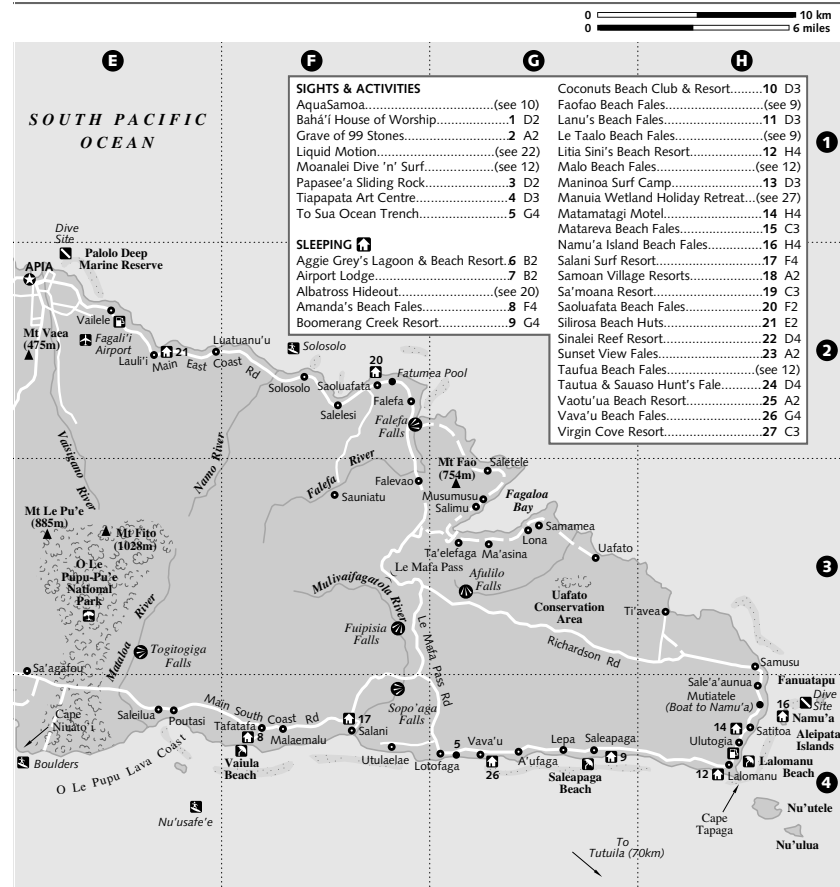 0 10 km
0 6 miles
E F G H
1
2
3
4
SIGHTS & ACTIVITIES
AquaSamoa...(see 10)
Bahá'í House of Worship...1 D2
Grave of 99 Stones...2 A2
Liquid Motion...(see 22)
Moanalei Dive 'n' Surf...(see 12)
Papasee'a Sliding Rock...3 D2
Tiapapata Art Centre...4 D3
To Sua Ocean Trench...5 G4
SLEEPING
Aggie Grey's Lagoon & Beach Resort.6 B2
Airport Lodge...7 B2
Albatross Hideout...(see 20)
Amanda's Beach Fales...8 F4
Boomerang Creek Resort...9 G4
Coconuts Beach Club & Resort...10 D3
Faofao Beach Fales...(see 9)
Lanu's Beach Fales...11 D3
Le Taalo Beach Fales...(see 9)
Litia Sini's Beach Resort...12 H4
Malo Beach Fales...(see 12)
Maninoa Surf Camp...13 D3
Manuia Wetland Holiday Retreat...(see 27)
Matamatagi Motel...14 H4
Matareva Beach Fales...15 C3
Namu'a Island Beach Fales...16 H4
Salani Surf Resort...17 F4
Samoan Village Resorts...18 A2
Sa'moana Resort...19 C3
Saoluafata Beach Fales...20 F2
Silirosa Beach Huts...21 E2
Sinalei Reef Resort...22 D4
Sunset View Fales...23 A2
Taufua Beach Fales...(see 12)
Tautua & Sauaso Hunt's Fale...24 D4
Vaotu'ua Beach Resort...25 A2
Vava'u Beach Fales...26 G4
Virgin Cove Resort...27 C3
SOUTH PACIFIC
OCEAN
Dive
Site
Palolo Deep
Marine Reserve
APIA
Vailele
Mt Vaea
(475m)
Fagali'i
Airport
Lauli'i
21
Luatuanu'u
Main East Coast Rd
Solosolo
Solosolo
Saoluafata
20
Fatumea Pool
Salelesi
Falefa
Falefa
Falls
Vaisigano River
Namo River
Falefa River
Sauniatu
Falevao
Mt Fao
(754m)
Saletele
Musumusu
Salimu
Fagaloa
Bay
Samamea
Lona
Ta'elefaga
Ma'asina
Uafato
Le Mafa Pass
Afulilo
Falls
Uafato
Conservation
Area
Ti'avea
Richardson Rd
Mt Le Pu'e
(885m)
Mt Fito
(1028m)
O Le
Pupu-Pu'e
National
Park
Mataloa River
Togitogiga
Falls
Mulivaifagatola River
Fuipisia
Falls
Le Mafa Pass Rd
Sopo'aga
Falls
Sa'agafou
Cape
Niuato'i
Boulders
Saleilua
Poutasi
O Le Pupu Lava Coast
Main South Coast Rd
Tafatafa
8
Malaemalu
Vaiula
Beach
17
Salani
Utulaelae
Nu'usafe'e
Lotofaga
5
Vava'u
26
A'ufaga
Lepa
Saleapaga
9
Saleapaga
Beach
Samusu
Sale'a'aunua
Mutiatele
(Boat to Namu'a)
Fanuatapu
16
Dive
Site
Namu'a
Aleipata
Islands
14
Satitoa
Ulutogia
Lalomanu
Beach
12
Lalomanu
Cape
Tapaga
Nu'utele
Nu'ulua
To
Tutuila (70km)